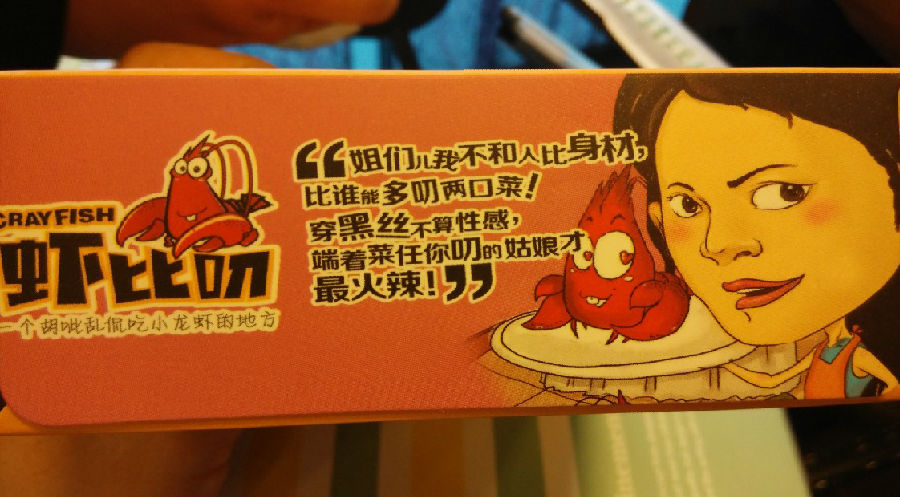 CRAYFISH
虾比叨
一个胡呲乱侃吃小龙虾的地方
“姐们儿我不和人比身材，
比谁能多叨两口菜！
穿黑丝不算性感，
端着菜任你叨的姑娘才
最火辣！”